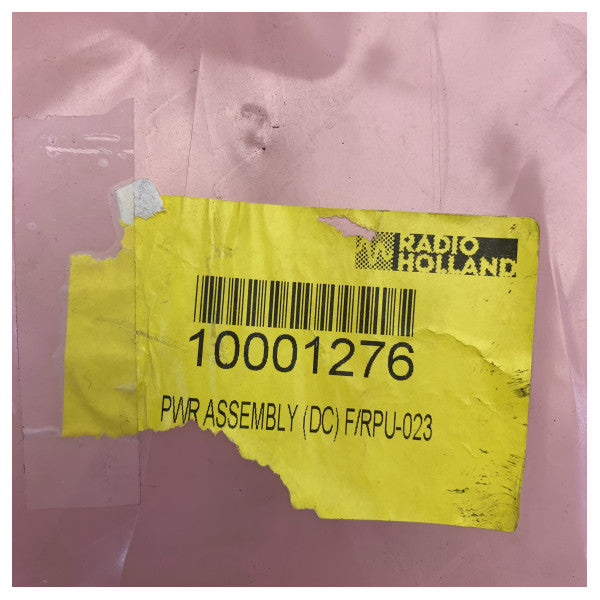 RADIO
HOLLAND
10001276
PWR ASSEMBLY (DC) F/RPU-023